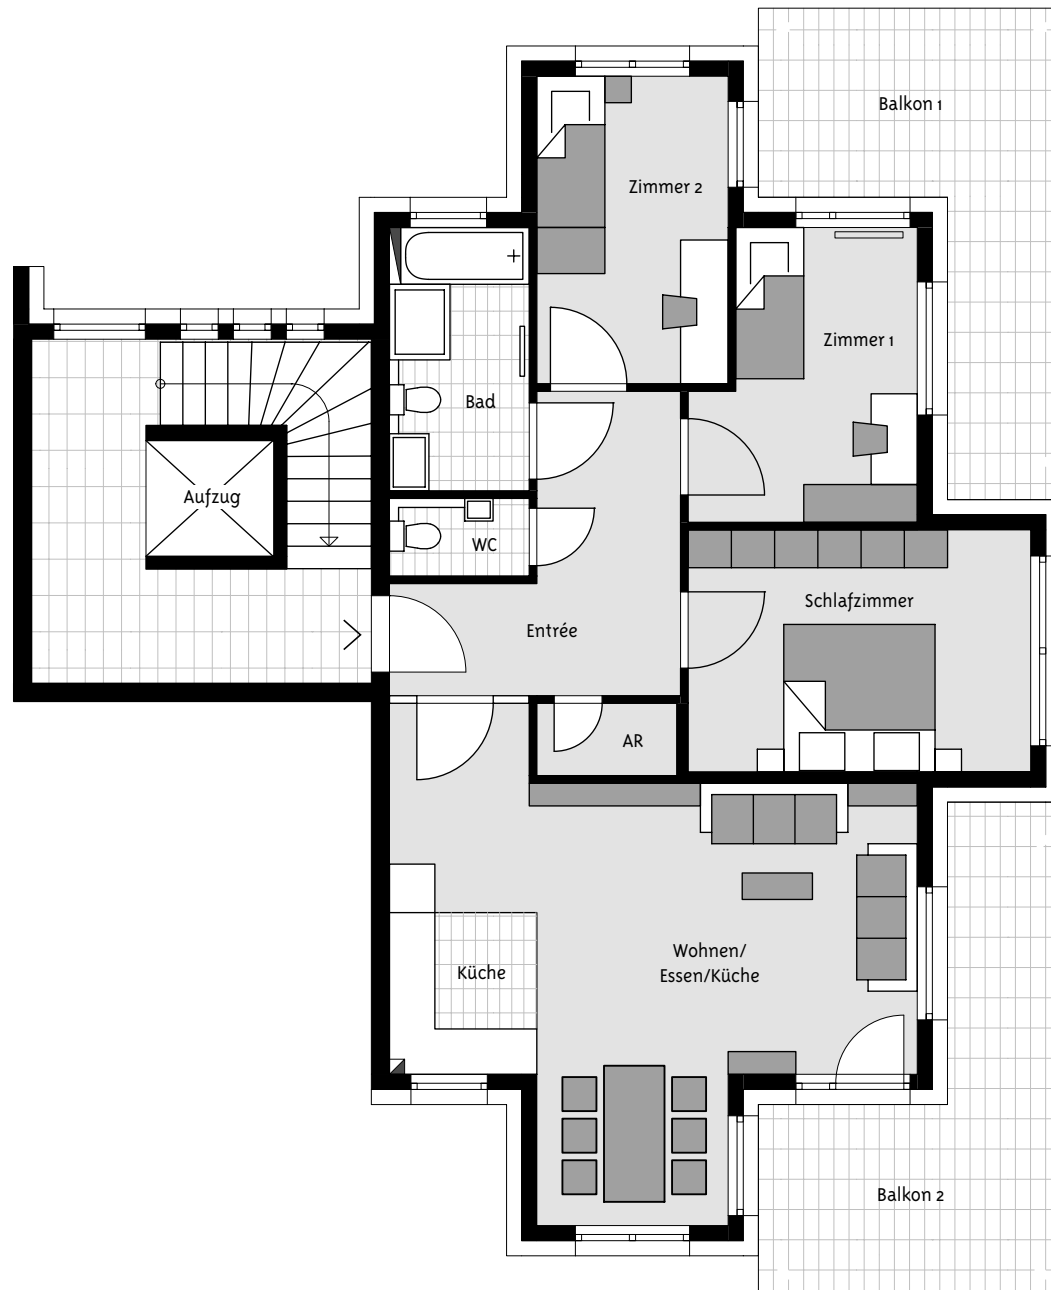 Balkon 1
Zimmer 2
Zimmer 1
Bad
Aufzug
WC
Schlafzimmer
Entrée
AR
Wohnen/
Essen/Küche
Küche
Balkon 2